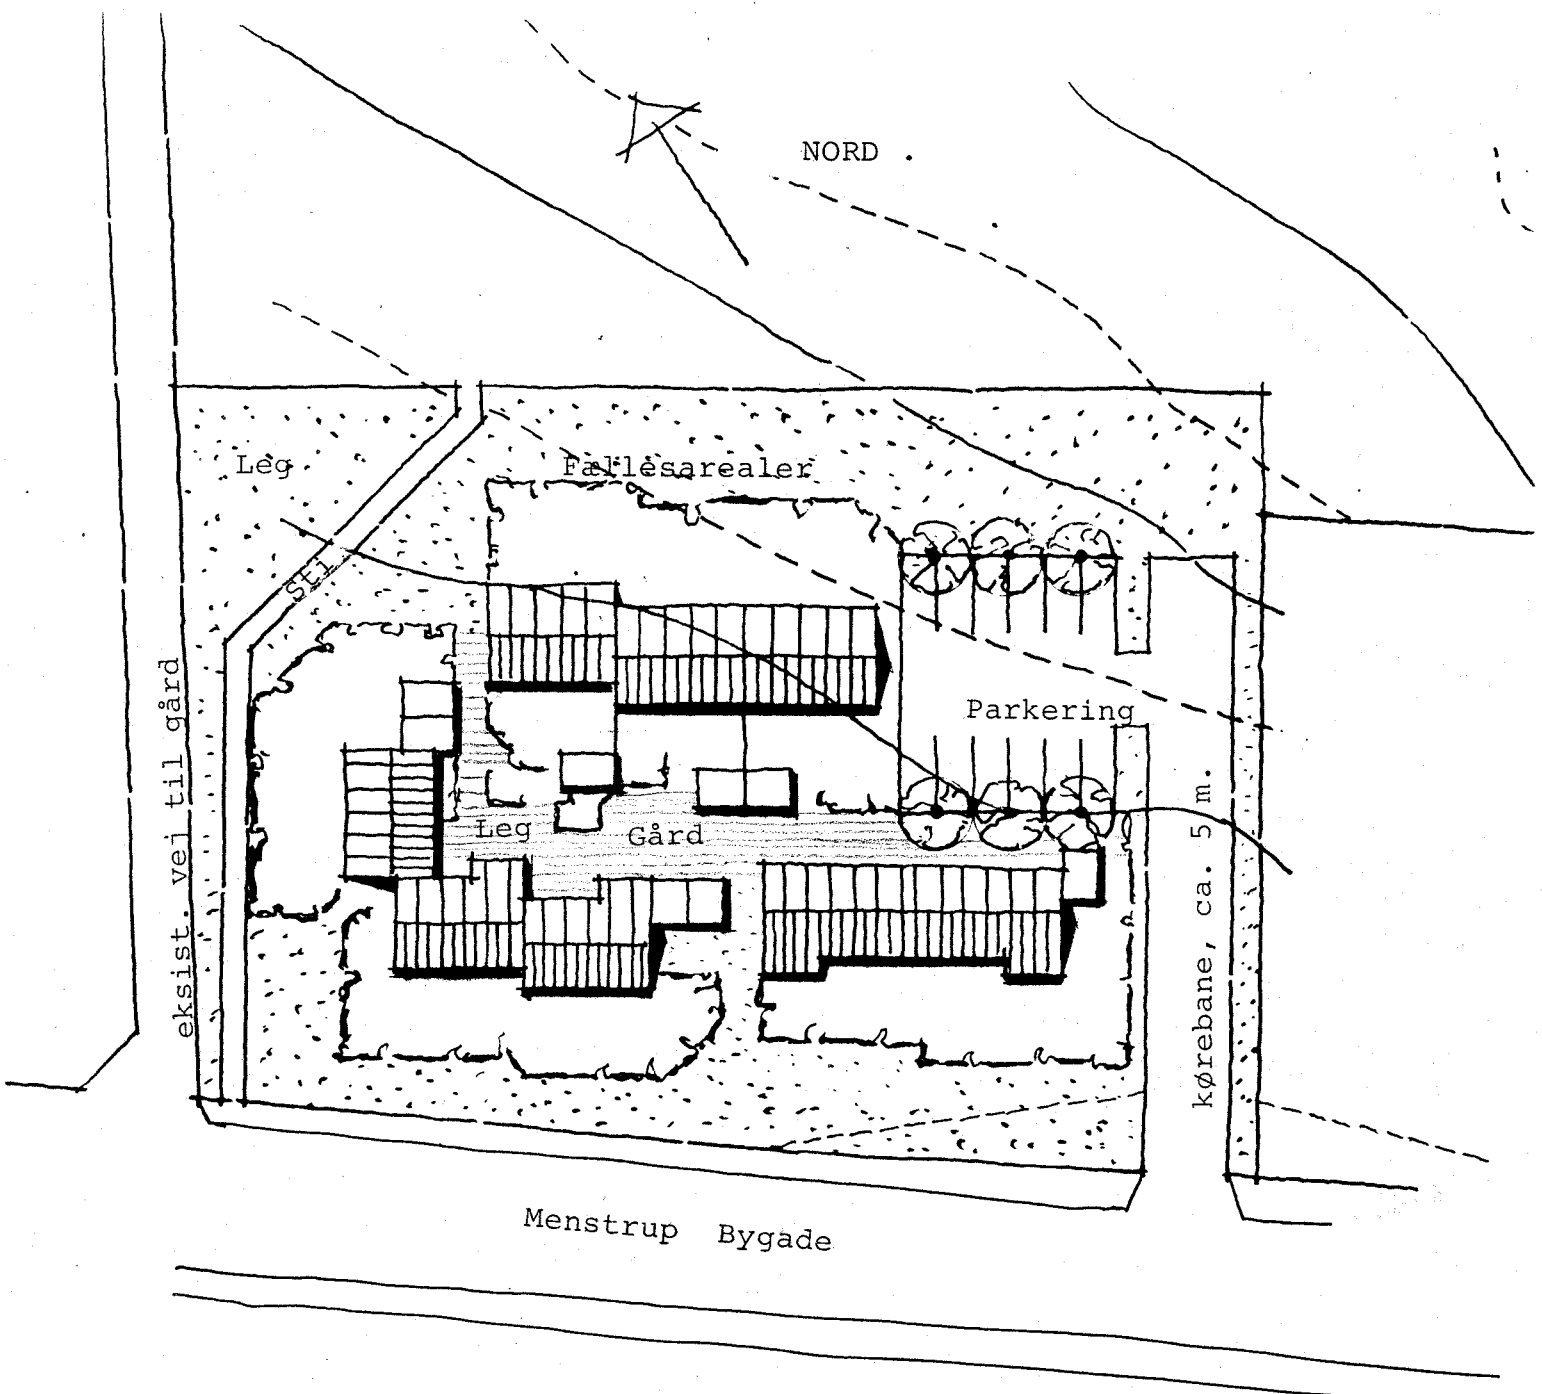 NORD
Leg
Fællesarealer
Sti
Parkering
eksist. vej til gård
Leg
Gård
kørebane, ca. 5 m.
Menstrup Bygade